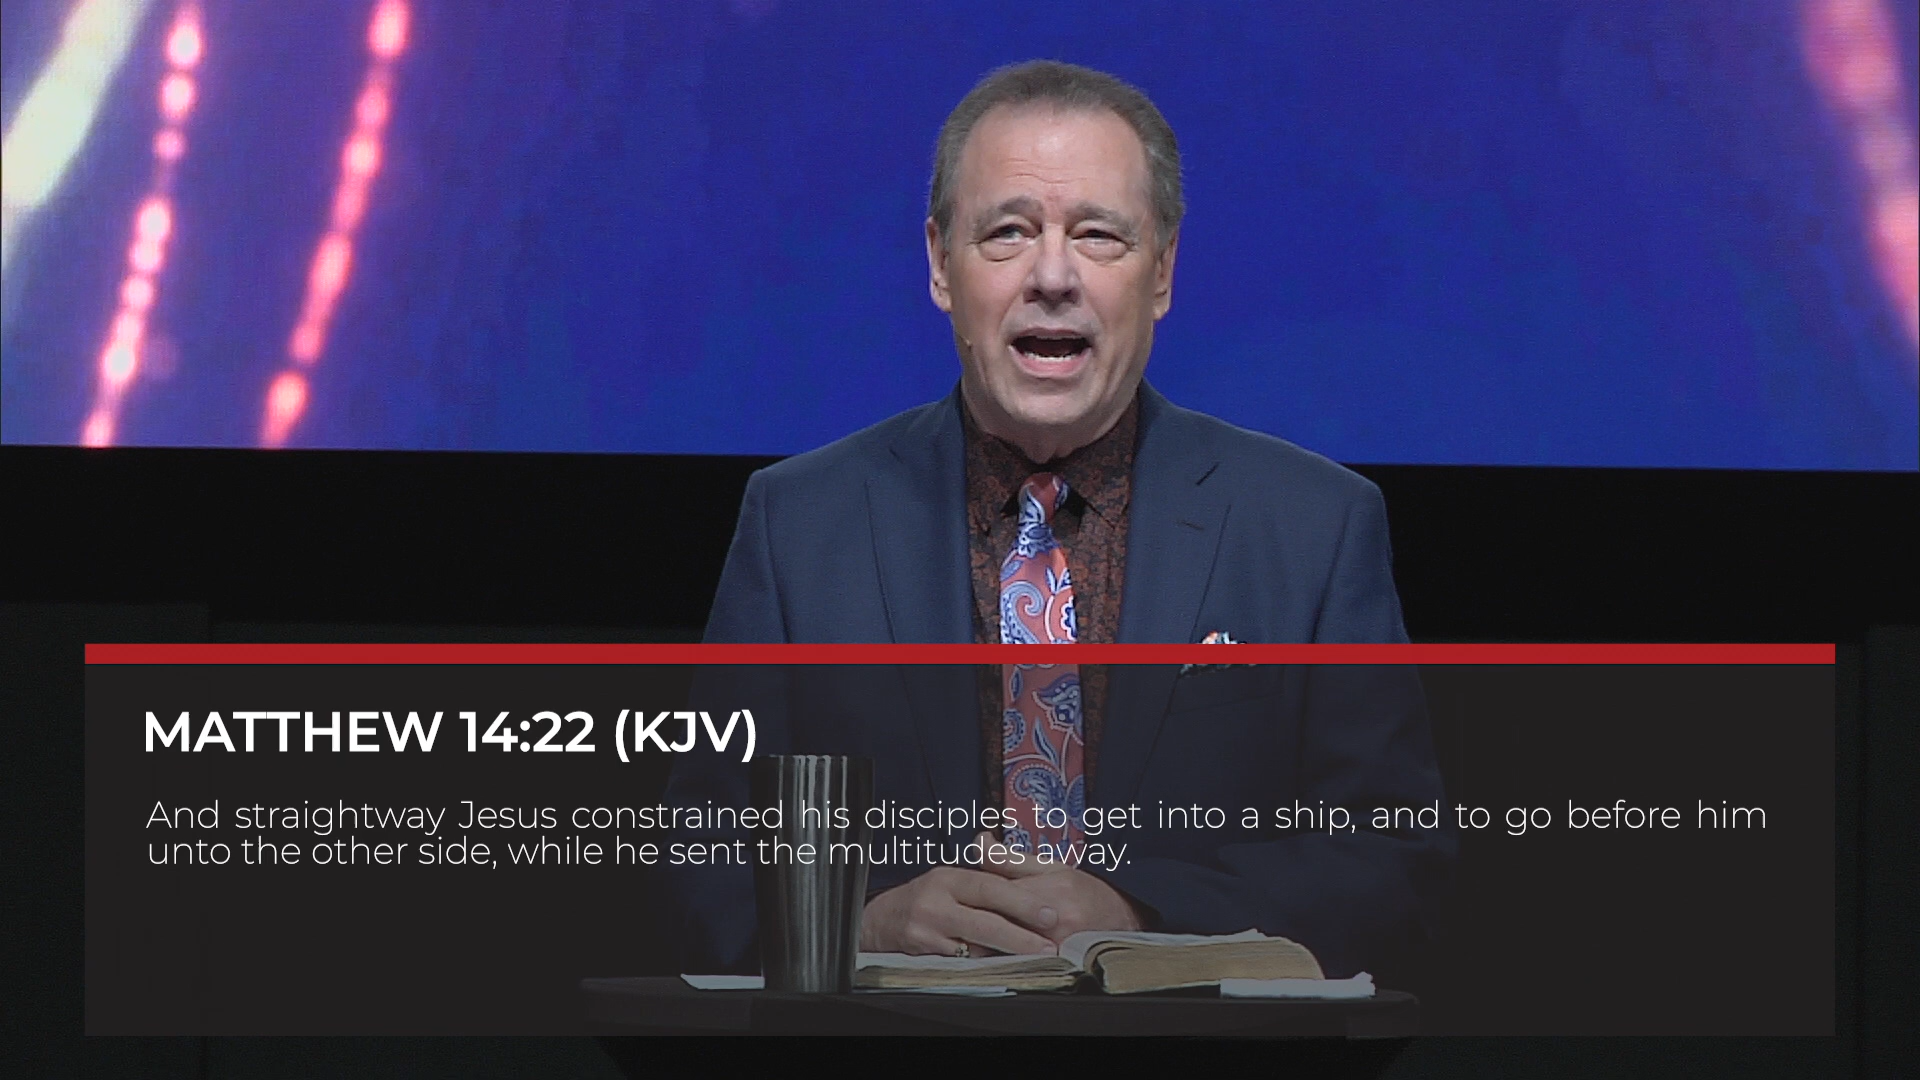 MATTHEW 14:22 (KJV)
And straightway Jesus constrained his disciples to get into a ship, and to go before him
unto the other side, while he sent the multitudes away.